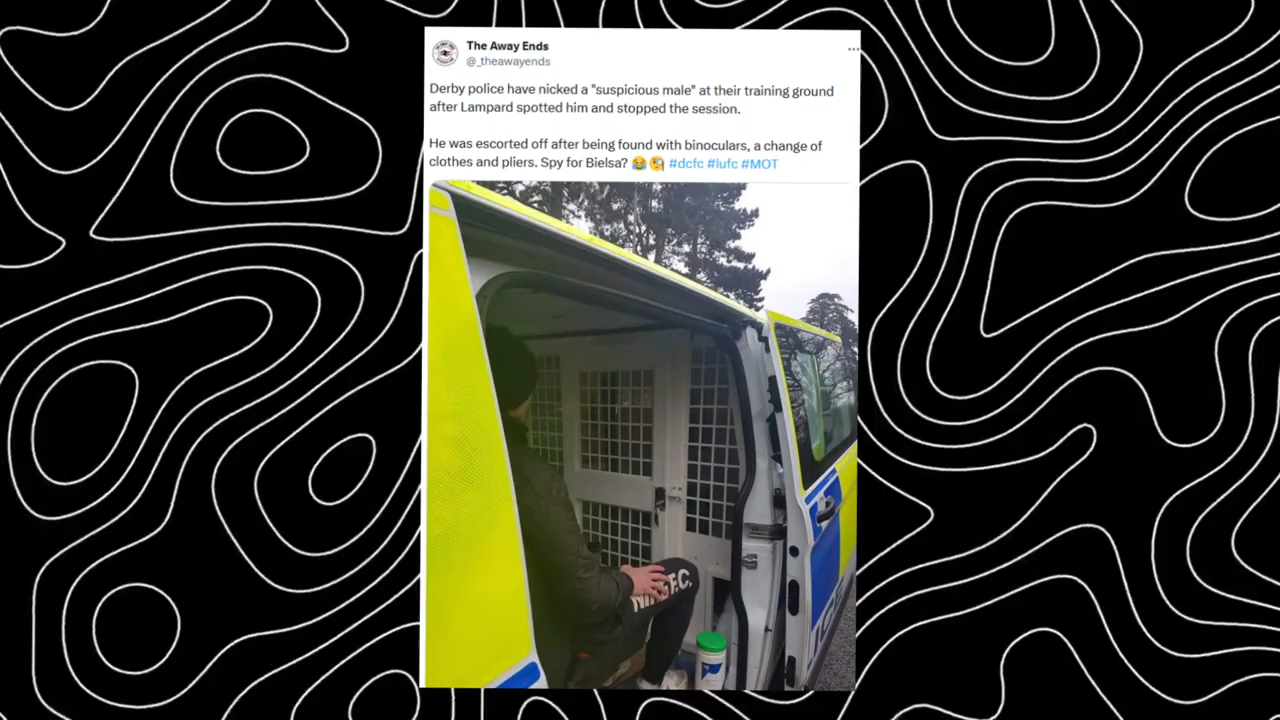 The Away Ends
@_theawayends
Derby police have nicked a "suspicious male" at their training ground
after Lampard spotted him and stopped the session.
He was escorted off after being found with binoculars, a change of
clothes and pliers. Spy for Bielsa? 😂🧐 #dcfc #lufc #MOT
F.C.